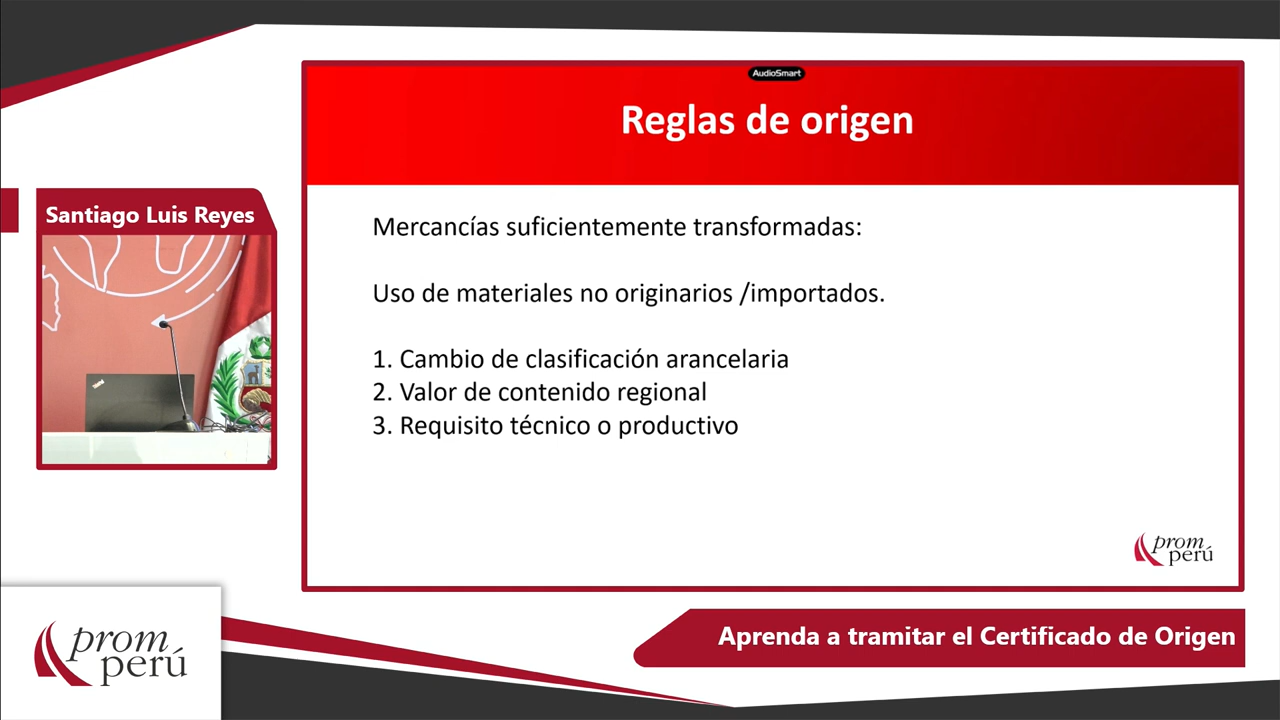 AudioSmart
Reglas de origen
Santiago Luis Reyes
Mercancías suficientemente transformadas:
Uso de materiales no originarios /importados.
1. Cambio de clasificación arancelaria
2. Valor de contenido regional
3. Requisito técnico o productivo
prom
perú
Aprenda a tramitar el Certificado de Origen
prom
perú